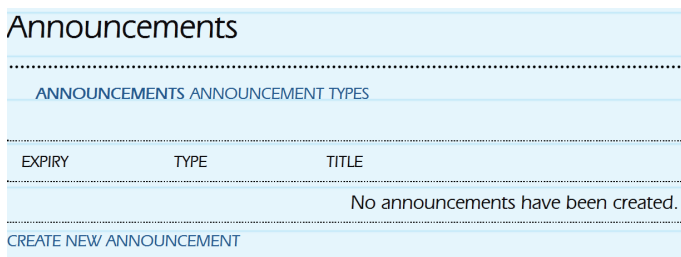 Announcements
ANNOUNCEMENTS ANNOUNCEMENT TYPES
EXPIRY TYPE TITLE
No announcements have been created.
CREATE NEW ANNOUNCEMENT